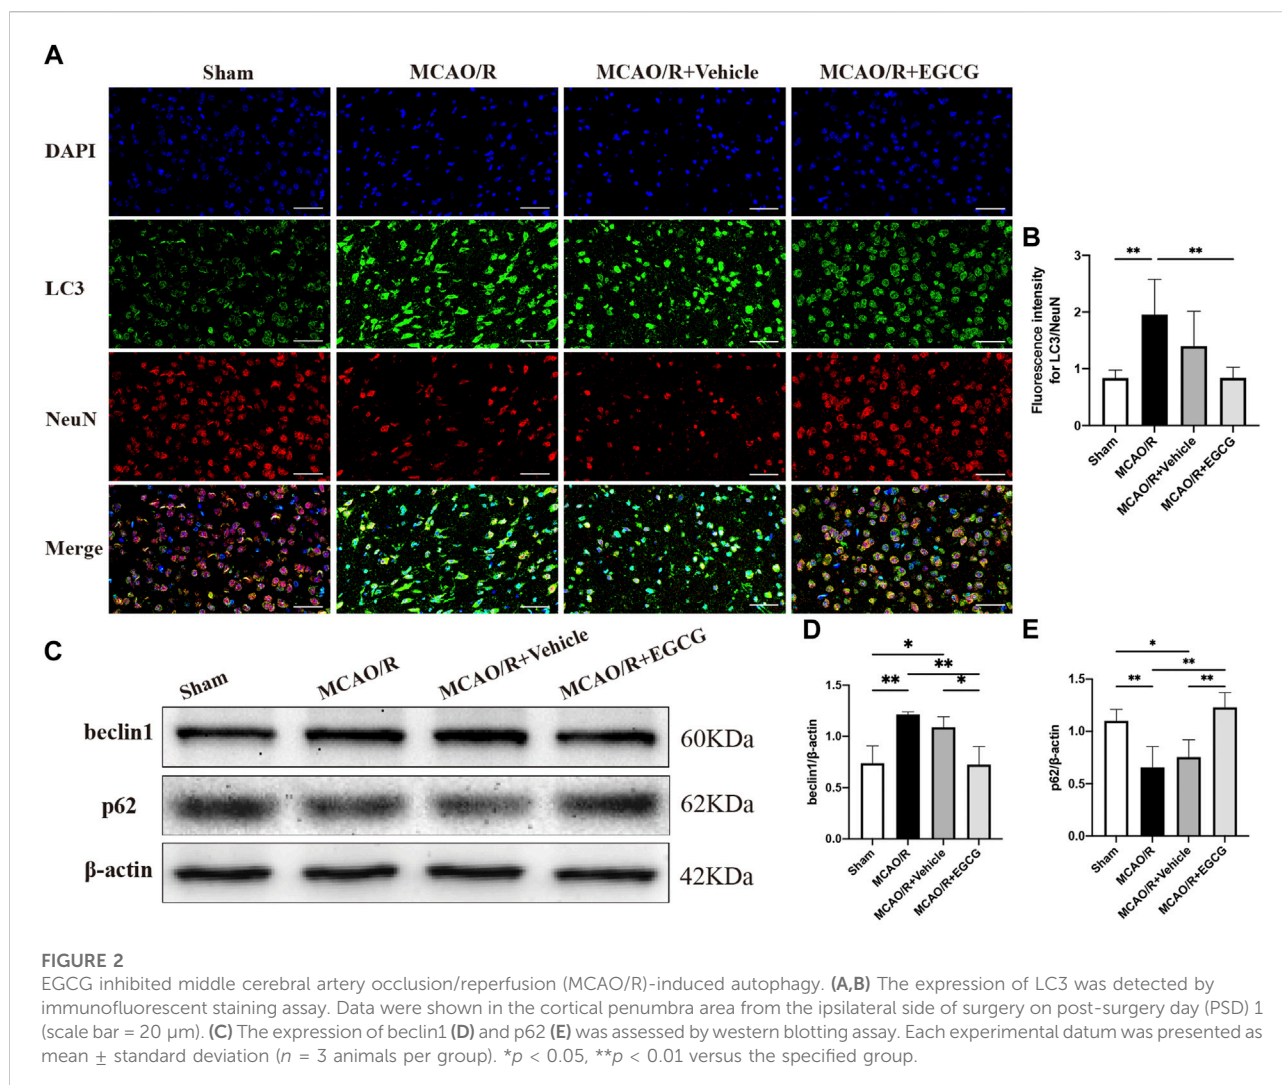 A
Sham
MCAO/R
MCAO/R+Vehicle
MCAO/R+EGCG
DAPI
LC3
NeuN
Merge
B
Fluorescence intensity
for LC3/NeuN
3
2
1
0
**
**
Sham
MCAO/R
MCAO/R+Vehicle
MCAO/R+EGCG
C
Sham
MCAO/R
MCAO/R+Vehicle
MCAO/R+EGCG
beclin1
60KDa
p62
62KDa
β-actin
42KDa
D
beclin1/β-actin
1.5
1.0
0.5
0.0
*
**
**
*
Sham
MCAO/R
MCAO/R+Vehicle
MCAO/R+EGCG
E
p62/β-actin
1.5
1.0
0.5
0.0
*
**
**
**
Sham
MCAO/R
MCAO/R+Vehicle
MCAO/R+EGCG
FIGURE 2
EGCG inhibited middle cerebral artery occlusion/reperfusion (MCAO/R)-induced autophagy. (A,B) The expression of LC3 was detected by
immunofluorescent staining assay. Data were shown in the cortical penumbra area from the ipsilateral side of surgery on post-surgery day (PSD) 1
(scale bar = 20 μm). (C) The expression of beclin1 (D) and p62 (E) was assessed by western blotting assay. Each experimental datum was presented as
mean ± standard deviation (n = 3 animals per group). *p < 0.05, **p < 0.01 versus the specified group.